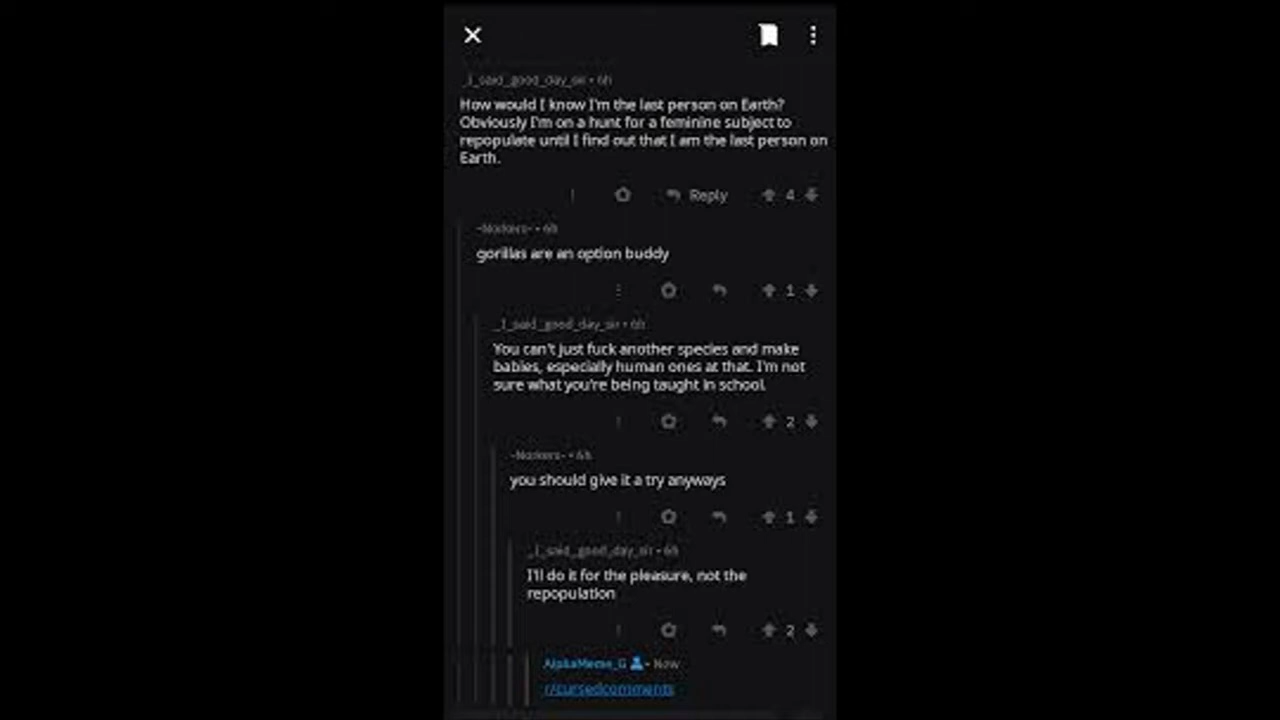 _I_said_good_day_sir • 6h
How would I know I'm the last person on Earth?
Obviously I'm on a hunt for a feminine subject to
repopulate until I find out that I am the last person on
Earth.
Reply 4
• 6h
gorillas are an option buddy
1
_I_said_good_day_sir • 6h
You can't just fuck another species and make
babies, especially human ones at that. I'm not
sure what you're being taught in school.
2
• 6h
you should give it a try anyways
1
_I_said_good_day_sir • 6h
I'll do it for the pleasure, not the
repopulation
2
AlphaMeme_G • Now
r/cursedcomments